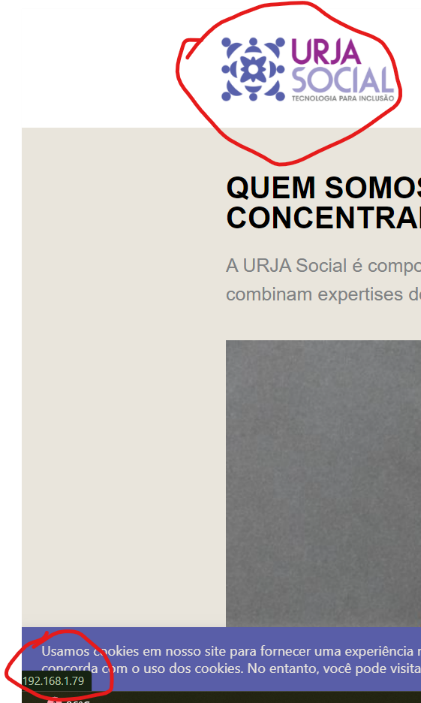 URJA
SOCIAL
TECNOLOGIA PARA INCLUSÃO
QUEM SOMOS
CONCENTRA
A URJA Social é compo
combinam expertises d
Usamos cookies em nosso site para fornecer uma experiência
concorda com o uso dos cookies. No entanto, você pode visita
192.168.1.79